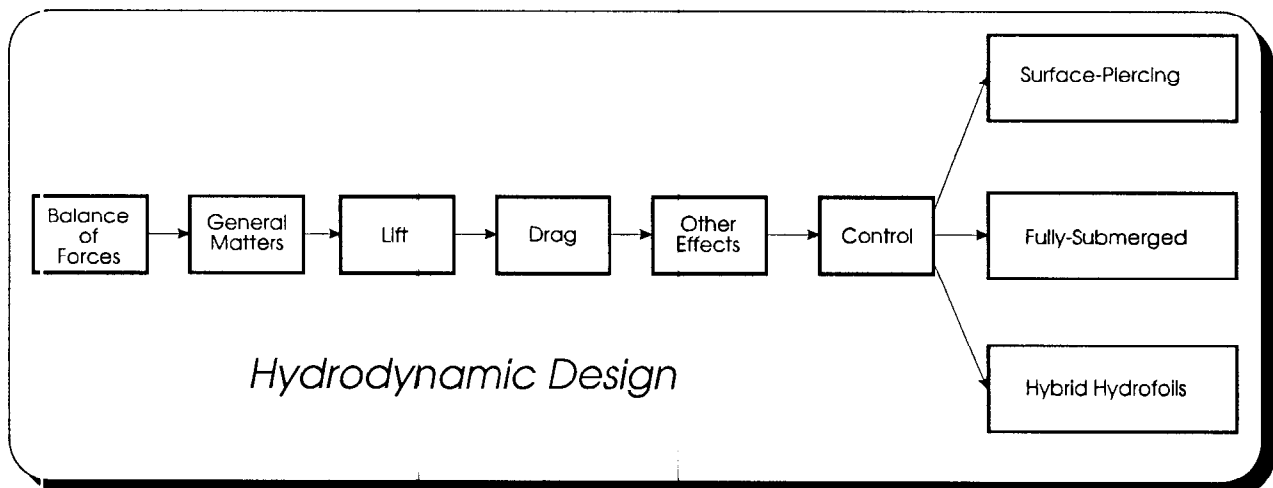 Surface-Piercing
Balance
of
Forces
General
Matters
Lift
Drag
Other
Effects
Control
Fully-Submerged
Hydrodynamic Design
Hybrid Hydrofoils